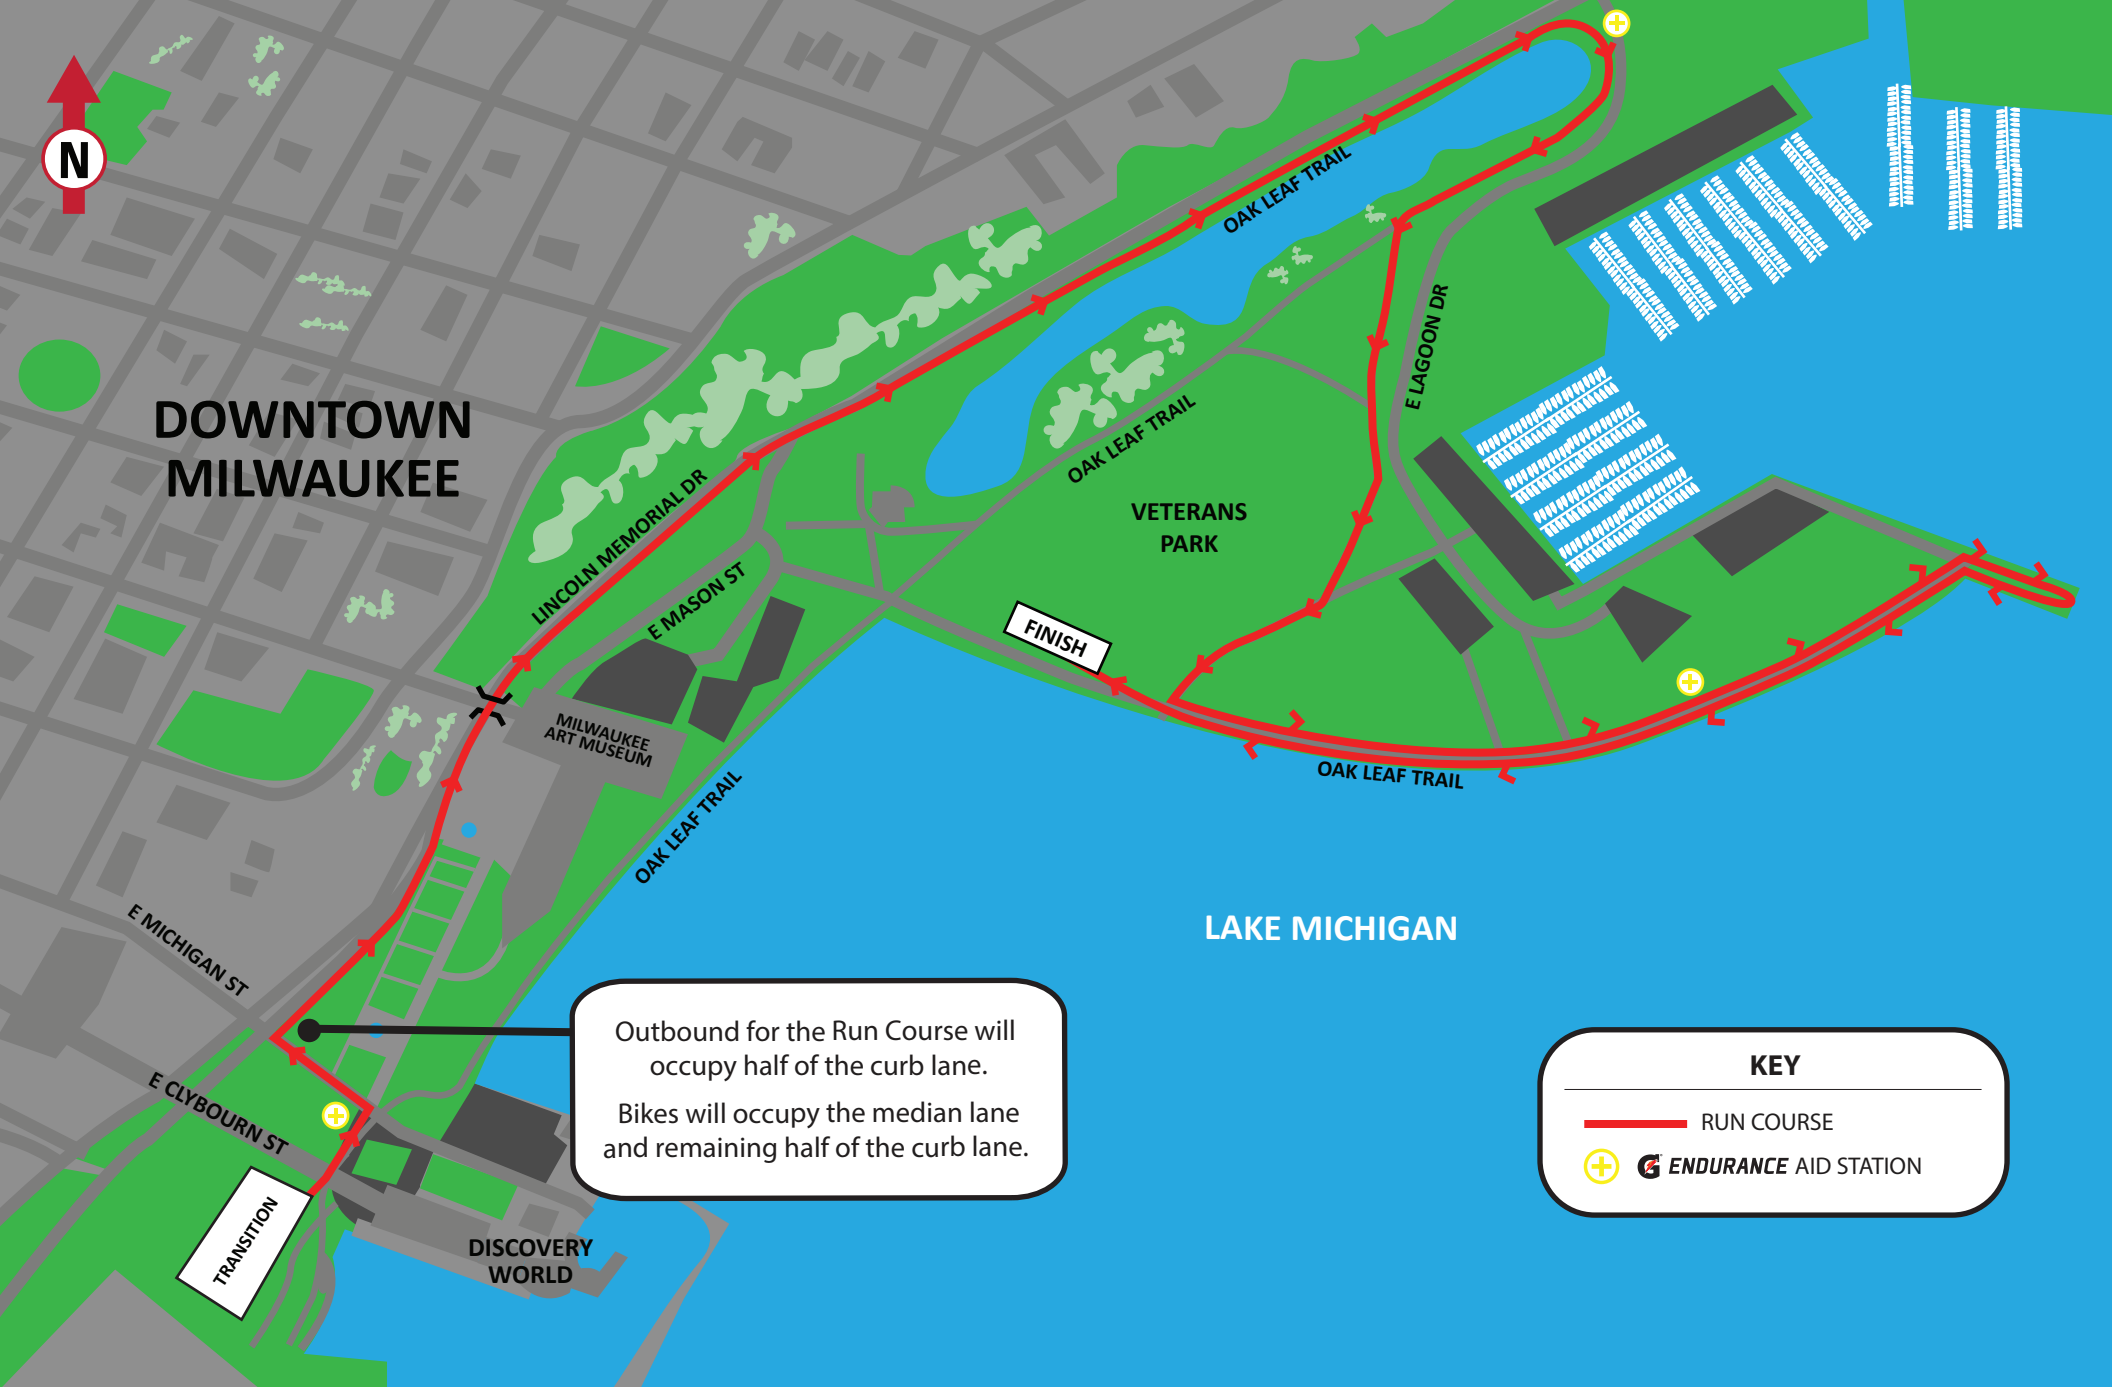 N
DOWNTOWN
MILWAUKEE
OAK LEAF TRAIL
E LAGOON DR
OAK LEAF TRAIL
LINCOLN MEMORIAL DR
VETERANS
PARK
E MASON ST
FINISH
MILWAUKEE
ART MUSEUM
OAK LEAF TRAIL
OAK LEAF TRAIL
E MICHIGAN ST
LAKE MICHIGAN
Outbound for the Run Course will
occupy half of the curb lane.
Bikes will occupy the median lane
and remaining half of the curb lane.
E CLYBOURN ST
TRANSITION
DISCOVERY
WORLD
KEY
RUN COURSE
G ENDURANCE AID STATION